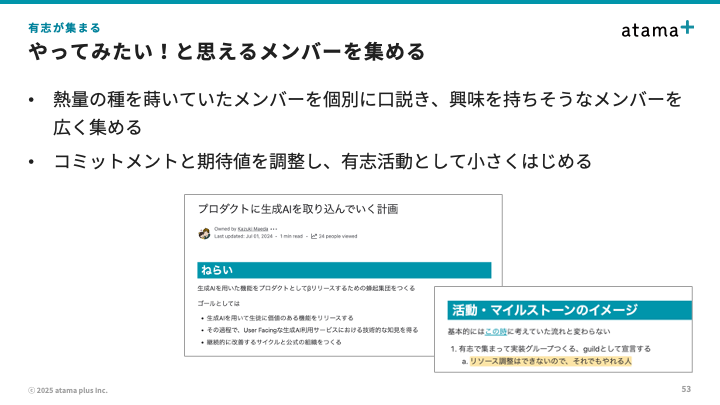 有志が集まる
atama+
やってみたい！と思えるメンバーを集める
• 熱量の種を蒔いていたメンバーを個別に口説き、興味を持ちそうなメンバーを
広く集める
• コミットメントと期待値を調整し、有志活動として小さくはじめる
プロダクトに生成AIを取り込んでいく計画
Owned by Kazuki Maeda •••
Last updated: Jul 01, 2024 • 1 min read • 24 people viewed
ねらい
生成AIを用いた機能をプロダクトとしてβリリースするための蜂起集団をつくる
ゴールとしては
• 生成AIを用いて生徒に価値のある機能をリリースする
• その過程で、User Facingな生成AI利用サービスにおける技術的な知見を得る
• 継続的に改善するサイクルと公式の組織をつくる
活動・マイルストーンのイメージ
基本的にはこの時に考えていた流れと変わらない
1. 有志で集まって実装グループつくる、guildとして宣言する
a. リソース調整はできないので、それでもやれる人
© 2025 atama plus Inc.
53